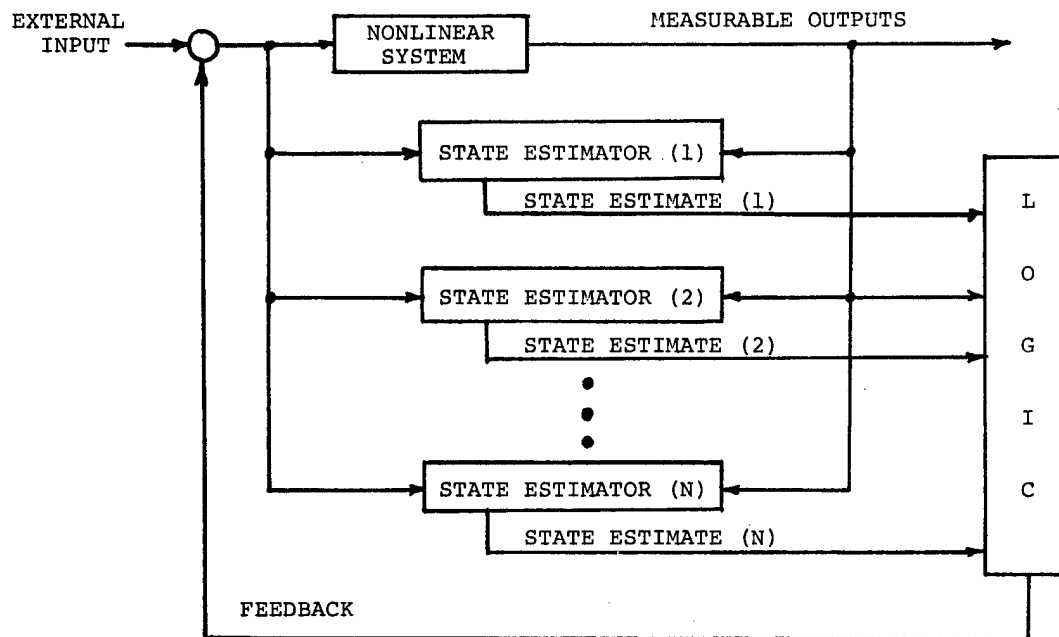 EXTERNAL
INPUT
NONLINEAR
SYSTEM
MEASURABLE OUTPUTS
STATE ESTIMATOR (1)
STATE ESTIMATE (1)
STATE ESTIMATOR (2)
STATE ESTIMATE (2)
STATE ESTIMATOR (N)
STATE ESTIMATE (N)
L
O
G
I
C
FEEDBACK